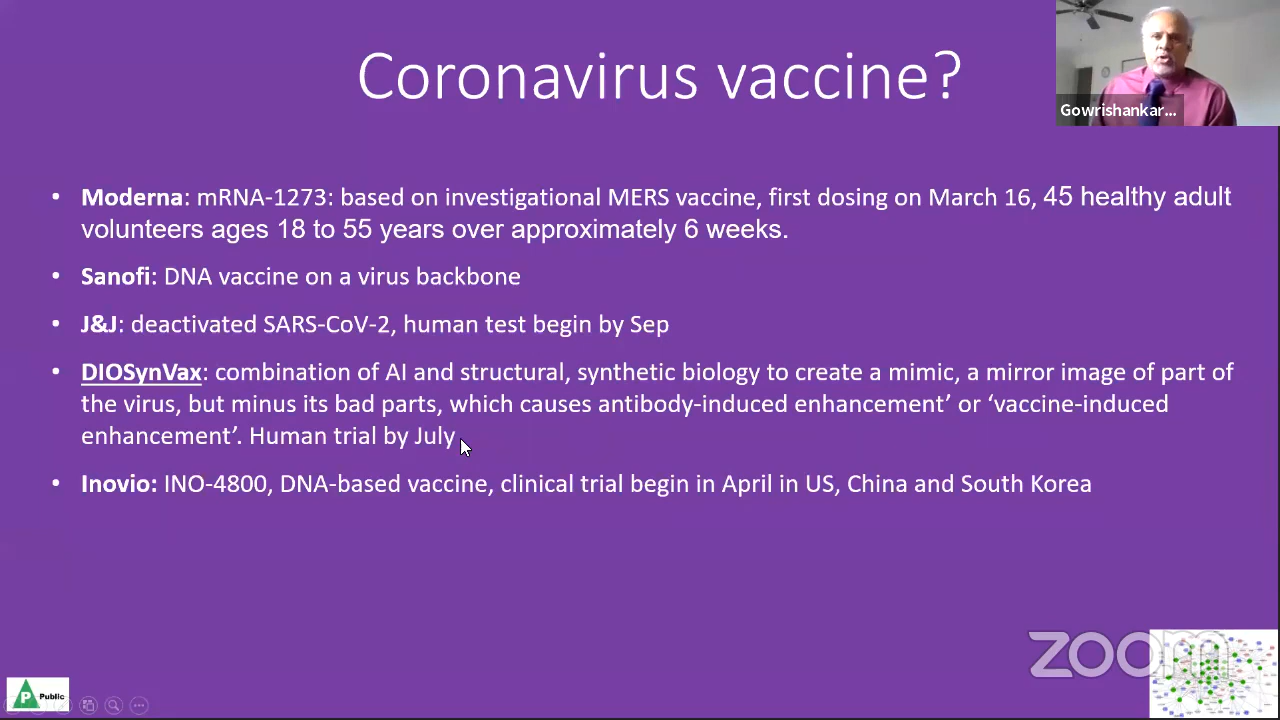 Coronavirus vaccine?
Gowrishankar...
• Moderna: mRNA-1273: based on investigational MERS vaccine, first dosing on March 16, 45 healthy adult
volunteers ages 18 to 55 years over approximately 6 weeks.
• Sanofi: DNA vaccine on a virus backbone
• J&J: deactivated SARS-CoV-2, human test begin by Sep
• DIOSynVax: combination of AI and structural, synthetic biology to create a mimic, a mirror image of part of
the virus, but minus its bad parts, which causes antibody-induced enhancement’ or ‘vaccine-induced
enhancement’. Human trial by July
• Inovio: INO-4800, DNA-based vaccine, clinical trial begin in April in US, China and South Korea
zoom
P Public